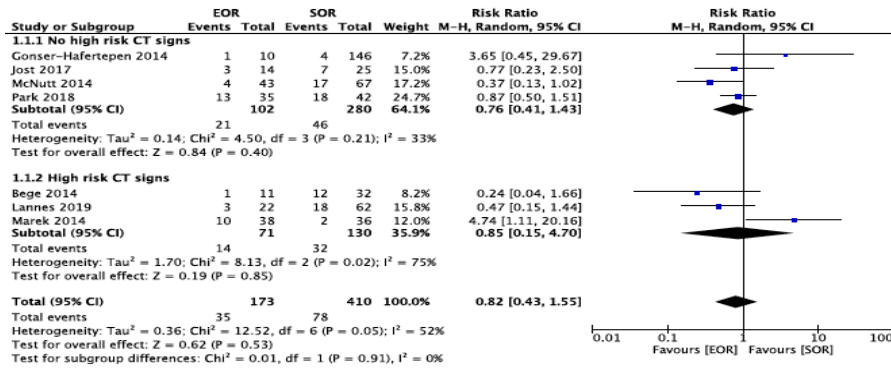 EOR SOR Risk Ratio Risk Ratio
Study or Subgroup Events Total Events Total Weight M-H, Random, 95% CI M-H, Random, 95% CI
1.1.1 No high risk CT signs
Gonser-Hafertepen 2014 1 10 4 146 7.2% 3.65 [0.45, 29.67]
Jost 2017 3 14 7 25 15.0% 0.77 [0.23, 2.50]
McNutt 2014 4 43 17 67 17.2% 0.37 [0.13, 1.02]
Park 2018 13 35 18 42 24.7% 0.87 [0.50, 1.51]
Subtotal (95% CI) 102 280 64.1% 0.76 [0.41, 1.43]
Total events 21 46
Heterogeneity: Tau² = 0.14; Chi² = 4.50, df = 3 (P = 0.21); I² = 33%
Test for overall effect: Z = 0.84 (P = 0.40)
1.1.2 High risk CT signs
Bege 2014 1 11 12 32 8.2% 0.24 [0.04, 1.66]
Lannes 2019 3 22 18 62 15.8% 0.47 [0.15, 1.44]
Marek 2014 10 38 2 36 12.0% 4.74 [1.11, 20.16]
Subtotal (95% CI) 71 130 35.9% 0.85 [0.15, 4.70]
Total events 14 32
Heterogeneity: Tau² = 1.70; Chi² = 8.13, df = 2 (P = 0.02); I² = 75%
Test for overall effect: Z = 0.19 (P = 0.85)
Total (95% CI) 173 410 100.0% 0.82 [0.43, 1.55]
Total events 35 78
Heterogeneity: Tau² = 0.36; Chi² = 12.52, df = 6 (P = 0.05); I² = 52%
Test for overall effect: Z = 0.62 (P = 0.53)
Test for subgroup differences: Chi² = 0.01, df = 1 (P = 0.91), I² = 0%
0.01 0.1 1 10 100
Favours [EOR] Favours [SOR]